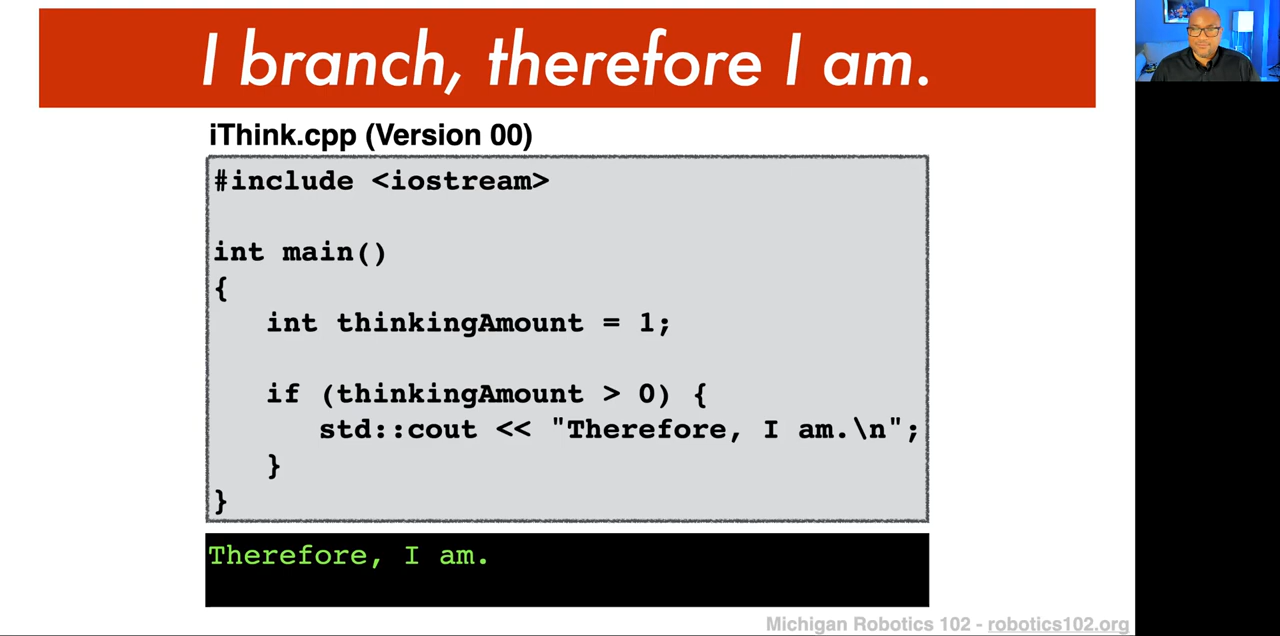 I branch, therefore I am.
iThink.cpp (Version 00)
#include <iostream>
int main()
{
int thinkingAmount = 1;
if (thinkingAmount > 0) {
std::cout << "Therefore, I am.\n";
}
}
Therefore, I am.
Michigan Robotics 102 - robotics102.org